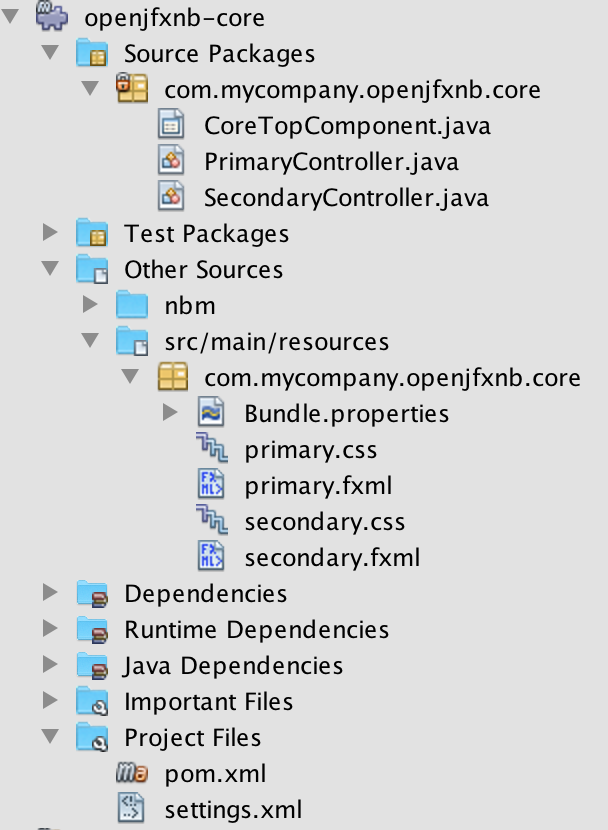 openjfxnb-core
Source Packages
com.mycompany.openjfxnb.core
CoreTopComponent.java
PrimaryController.java
SecondaryController.java
Test Packages
Other Sources
nbm
src/main/resources
com.mycompany.openjfxnb.core
Bundle.properties
primary.css
primary.fxml
secondary.css
secondary.fxml
Dependencies
Runtime Dependencies
Java Dependencies
Important Files
Project Files
pom.xml
settings.xml